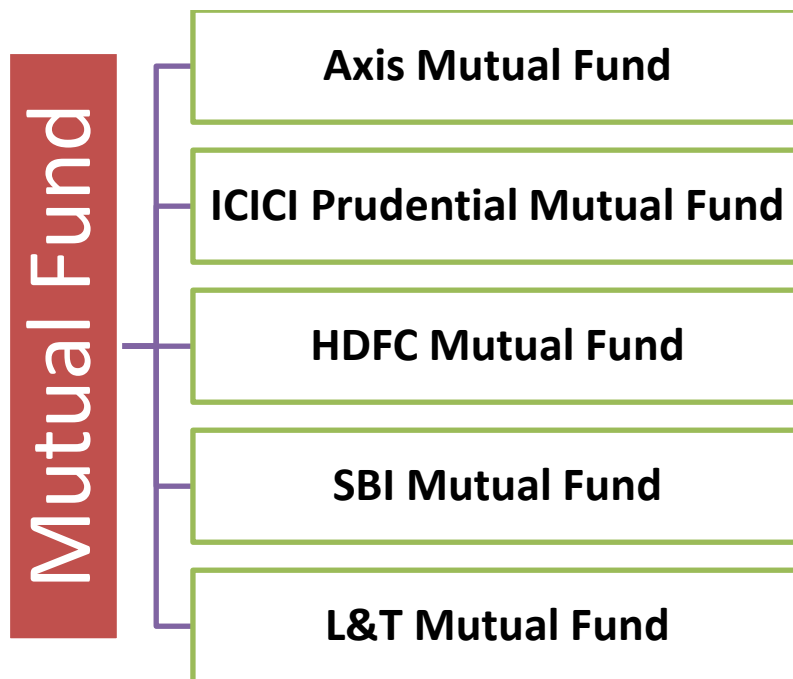 Mutual Fund
Axis Mutual Fund
ICICI Prudential Mutual Fund
HDFC Mutual Fund
SBI Mutual Fund
L&T Mutual Fund